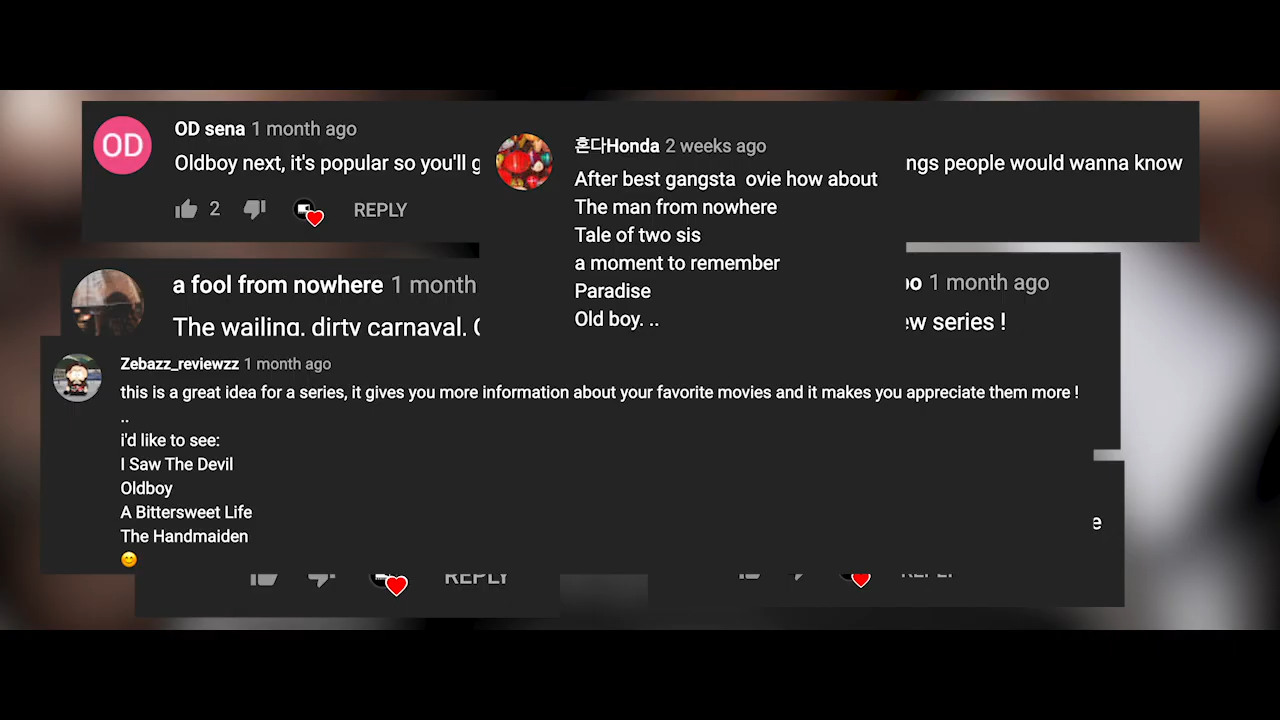 OD
OD sena 1 month ago
Oldboy next, it's popular so you'll
ngs people would wanna know
2
REPLY
혼다Honda 2 weeks ago
After best gangsta ovie how about
The man from nowhere
Tale of two sis
a moment to remember
Paradise
Old boy. ..
a fool from nowhere 1 month
The wailing, dirty carnaval.
1 month ago
ew series !
Zebazz_reviewzz 1 month ago
this is a great idea for a series, it gives you more information about your favorite movies and it makes you appreciate them more !
..
i'd like to see:
I Saw The Devil
Oldboy
A Bittersweet Life
The Handmaiden
e
REPLY
REPLY